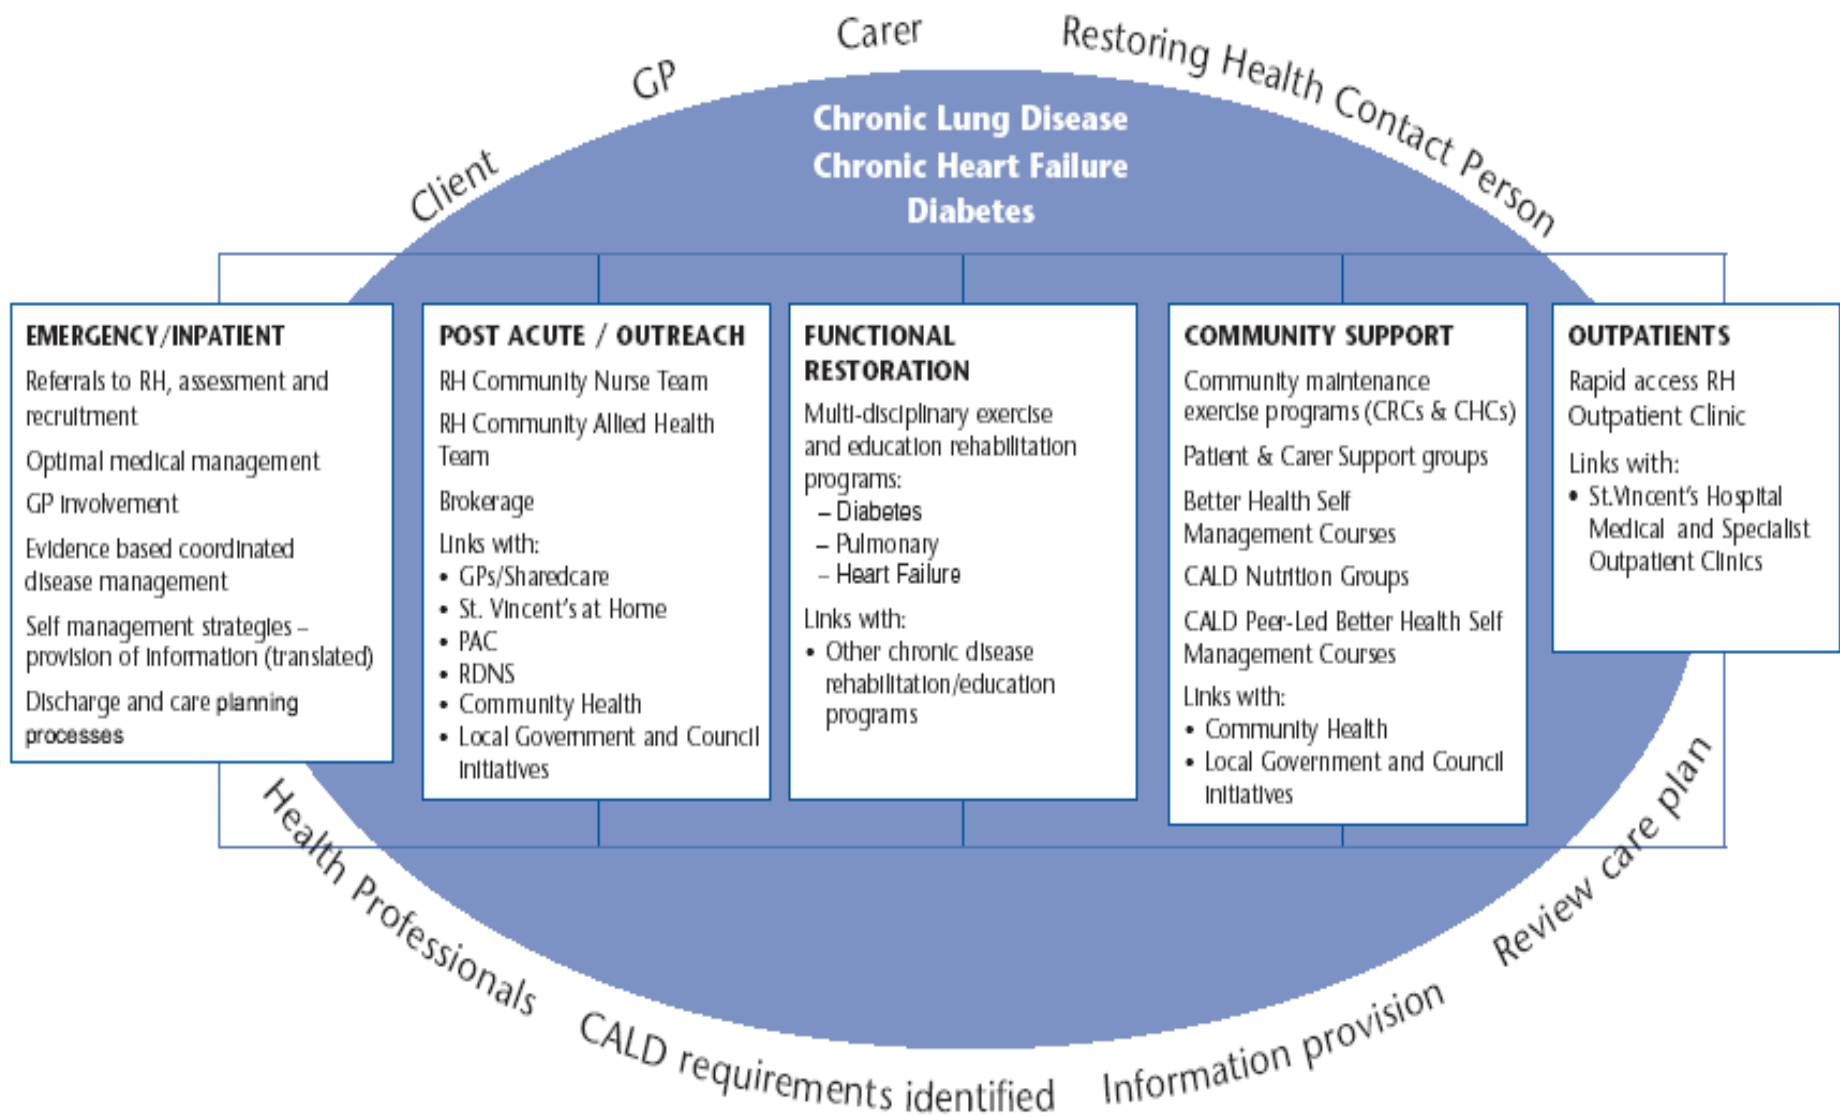 Client
GP
Carer
Restoring Health Contact Person
Chronic Lung Disease
Chronic Heart Failure
Diabetes
EMERGENCY/INPATIENT
Referrals to RH, assessment and
recruitment
Optimal medical management
GP involvement
Evidence based coordinated
disease management
Self management strategies –
provision of information (translated)
Discharge and care planning
processes
POST ACUTE / OUTREACH
RH Community Nurse Team
RH Community Allied Health
Team
Brokerage
Links with:
• GPs/Sharedcare
• St. Vincent's at Home
• PAC
• RDNS
• Community Health
• Local Government and Council
initiatives
FUNCTIONAL
RESTORATION
Multi-disciplinary exercise
and education rehabilitation
programs:
– Diabetes
– Pulmonary
– Heart Failure
Links with:
• Other chronic disease
rehabilitation/education
programs
COMMUNITY SUPPORT
Community maintenance
exercise programs (CRCs & CHCs)
Patient & Carer Support groups
Better Health Self
Management Courses
CALD Nutrition Groups
CALD Peer-Led Better Health Self
Management Courses
Links with:
• Community Health
• Local Government and Council
initiatives
OUTPATIENTS
Rapid access RH
Outpatient Clinic
Links with:
• St.Vincent's Hospital
Medical and Specialist
Outpatient Clinics
Health Professionals
CALD requirements identified
Information provision
Review care plan